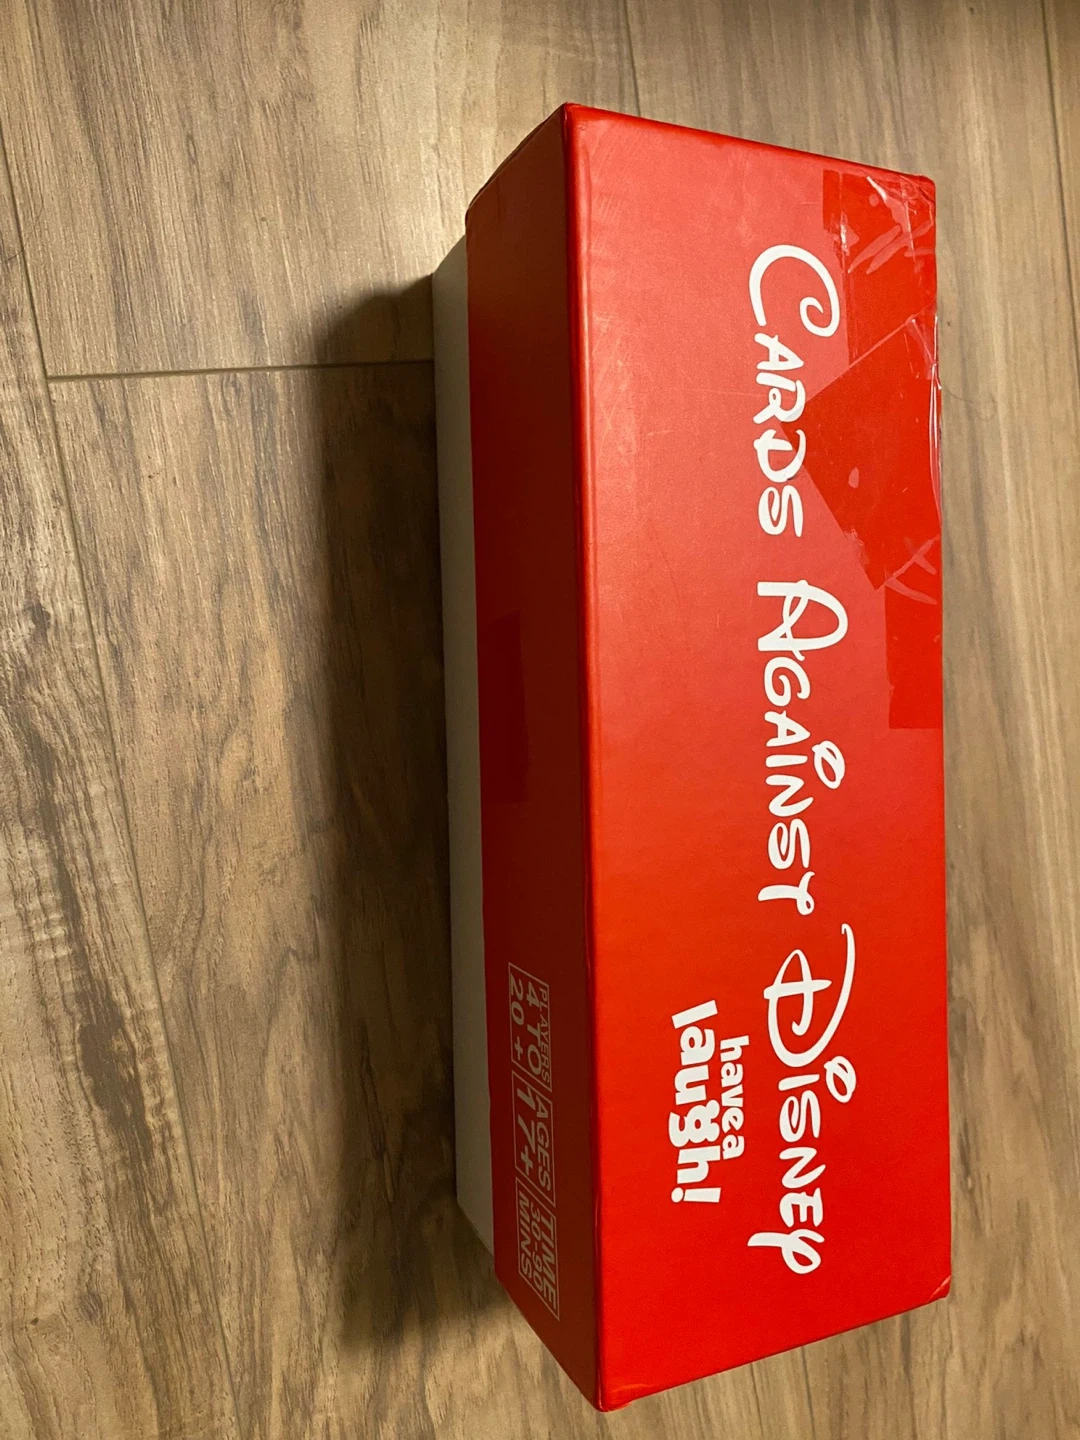 Cards Against Disney
have a
laugh!
PLAYERS
4 TO
20+
AGES
17+
TIME
30-90
MINS